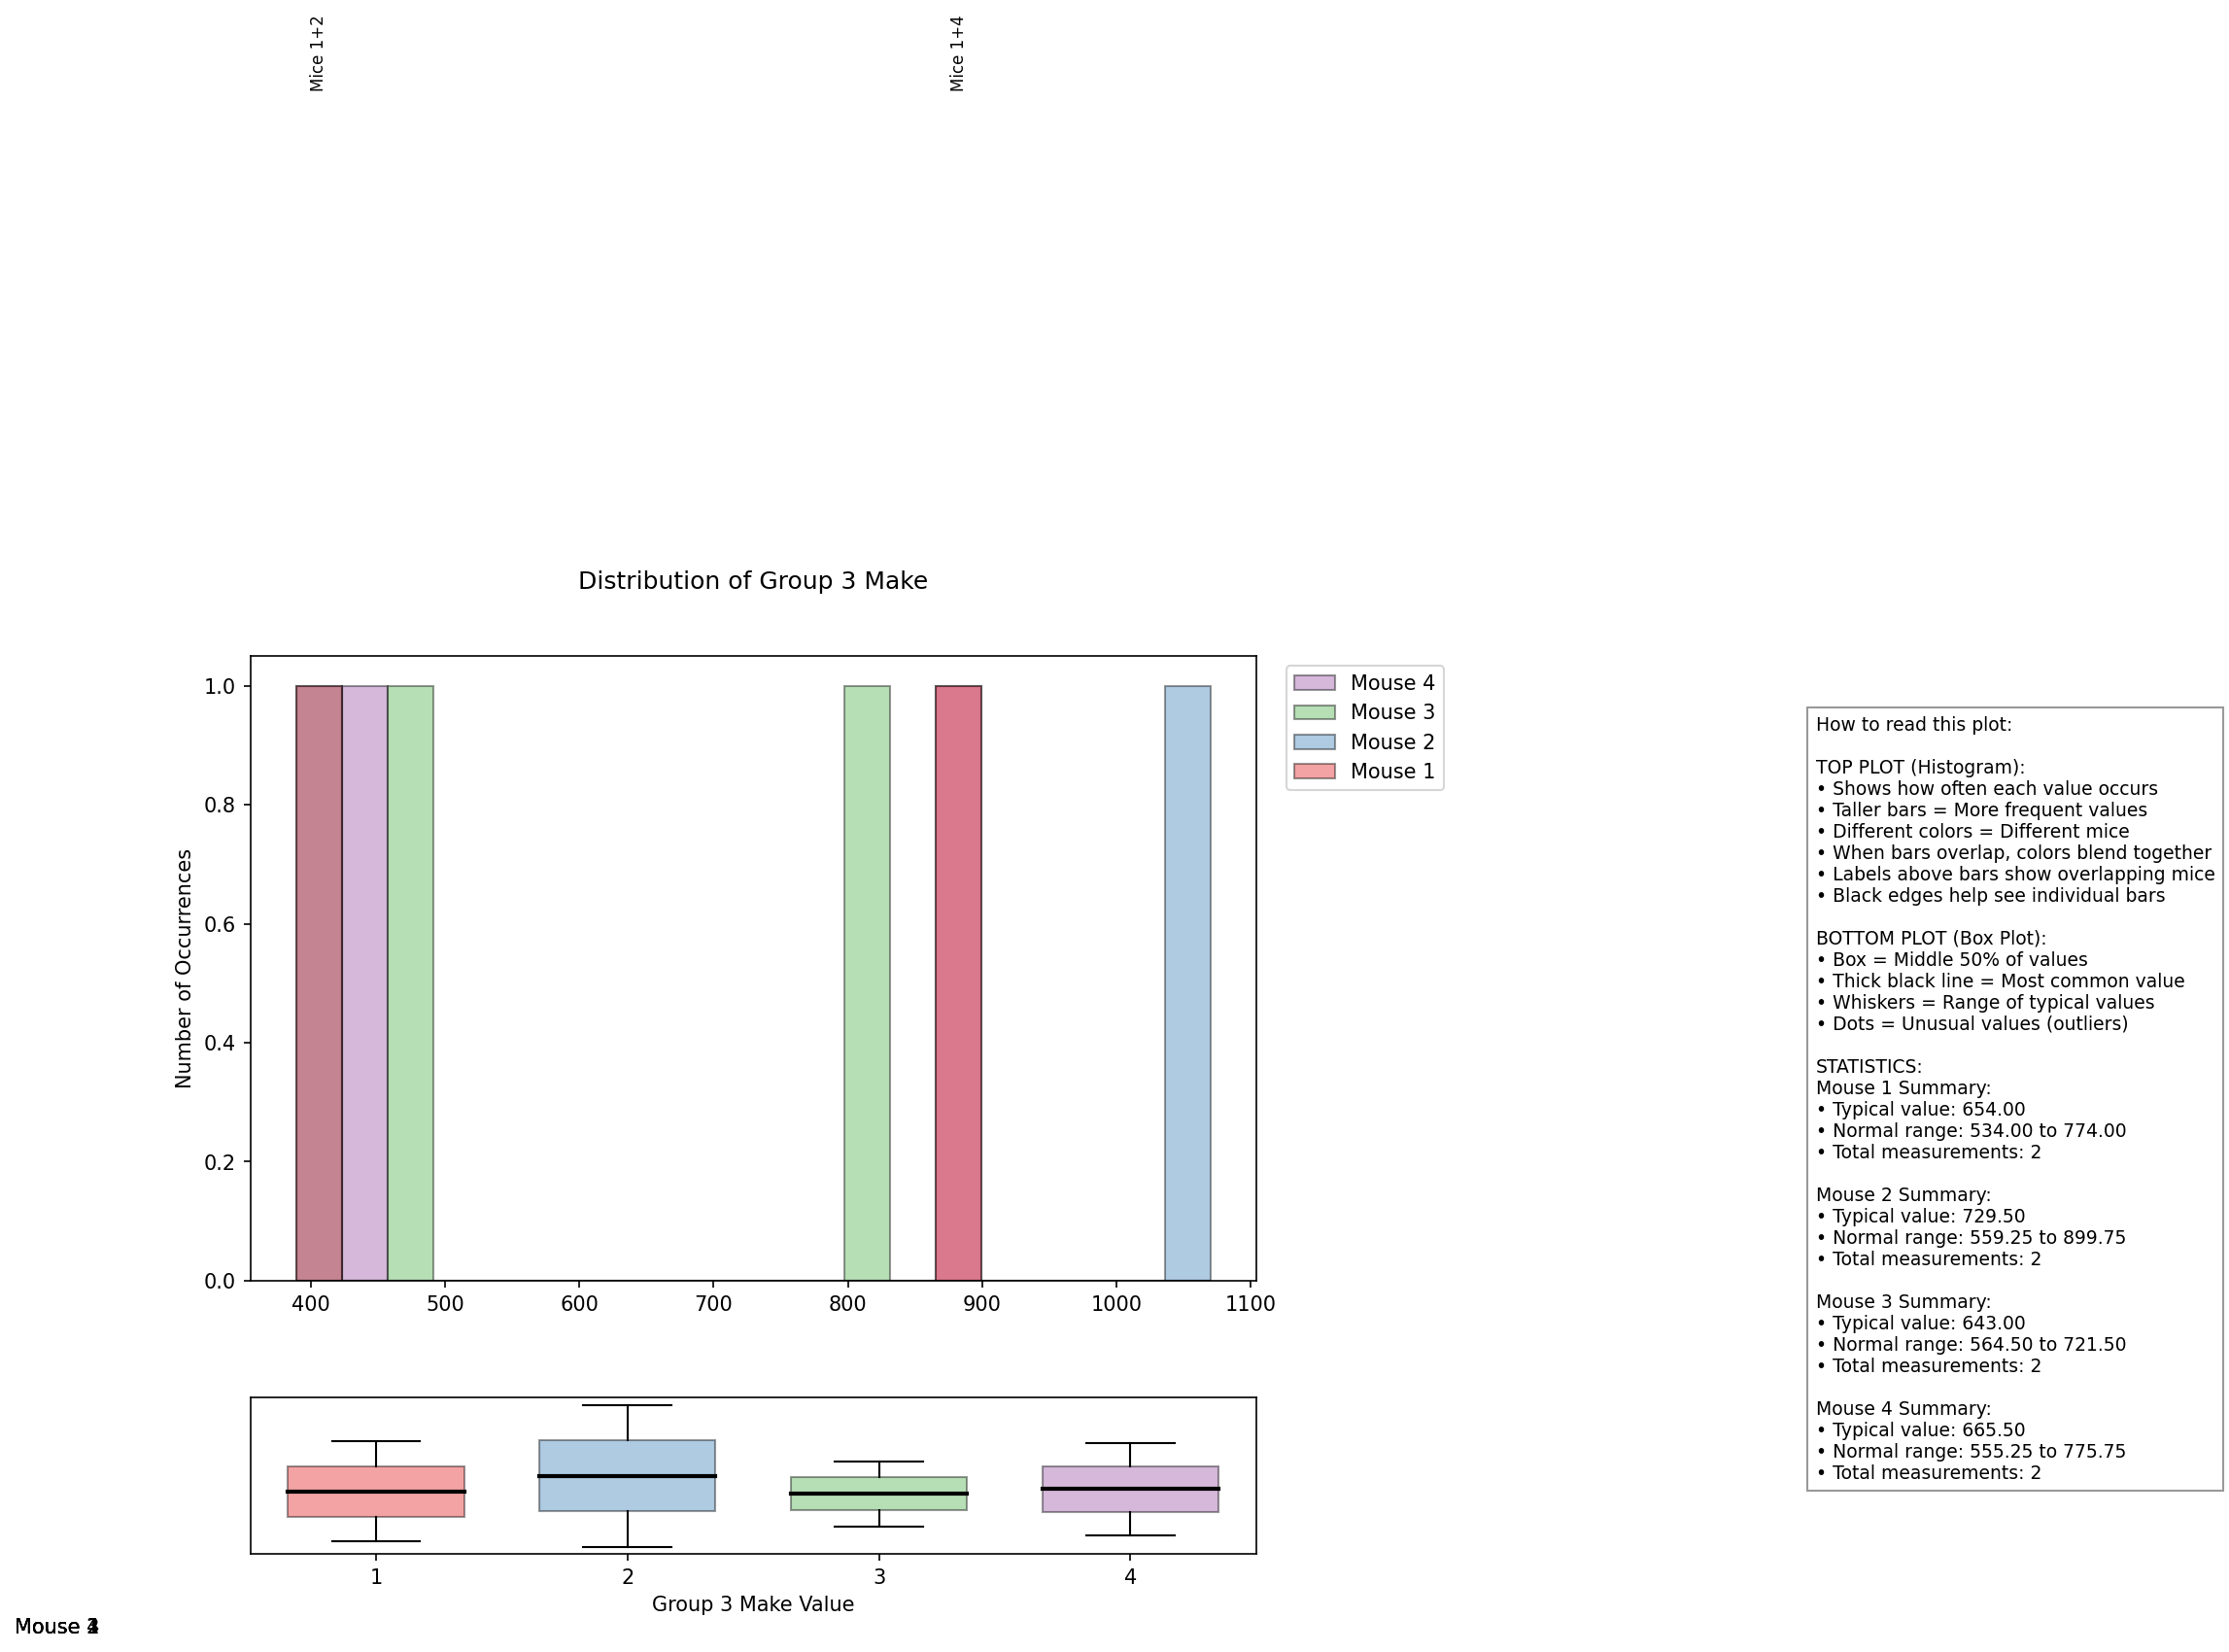 Mice 1+2
Mice 1+4
Distribution of Group 3 Make
Number of Occurrences
1.0
0.8
0.6
0.4
0.2
0.0
400 500 600 700 800 900 1000 1100
Mouse 4
Mouse 3
Mouse 2
Mouse 1
How to read this plot:
TOP PLOT (Histogram):
• Shows how often each value occurs
• Taller bars = More frequent values
• Different colors = Different mice
• When bars overlap, colors blend together
• Labels above bars show overlapping mice
• Black edges help see individual bars
BOTTOM PLOT (Box Plot):
• Box = Middle 50% of values
• Thick black line = Most common value
• Whiskers = Range of typical values
• Dots = Unusual values (outliers)
STATISTICS:
Mouse 1 Summary:
• Typical value: 654.00
• Normal range: 534.00 to 774.00
• Total measurements: 2
Mouse 2 Summary:
• Typical value: 729.50
• Normal range: 559.25 to 899.75
• Total measurements: 2
Mouse 3 Summary:
• Typical value: 643.00
• Normal range: 564.50 to 721.50
• Total measurements: 2
Mouse 4 Summary:
• Typical value: 665.50
• Normal range: 555.25 to 775.75
• Total measurements: 2
1 2 3 4
Group 3 Make Value
Mouse